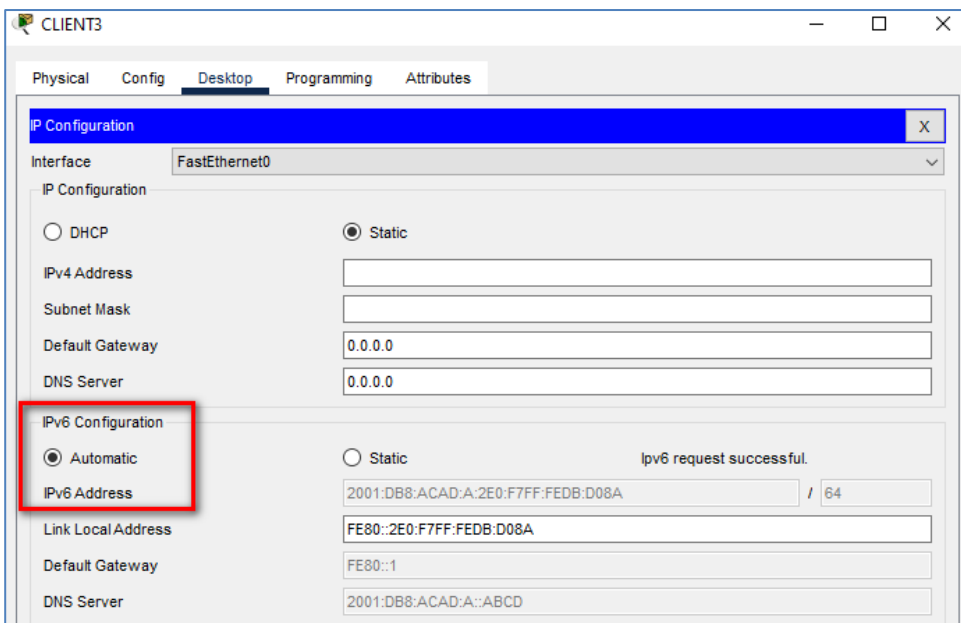 CLIENT3
Physical Config Desktop Programming Attributes
IP Configuration X
Interface FastEthernet0
IP Configuration
DHCP Static
IPv4 Address
Subnet Mask
Default Gateway 0.0.0.0
DNS Server 0.0.0.0
IPv6 Configuration
Automatic Static Ipv6 request successful.
IPv6 Address 2001:DB8:ACAD:A:2E0:F7FF:FEDB:D08A / 64
Link Local Address FE80::2E0:F7FF:FEDB:D08A
Default Gateway FE80::1
DNS Server 2001:DB8:ACAD:A::ABCD